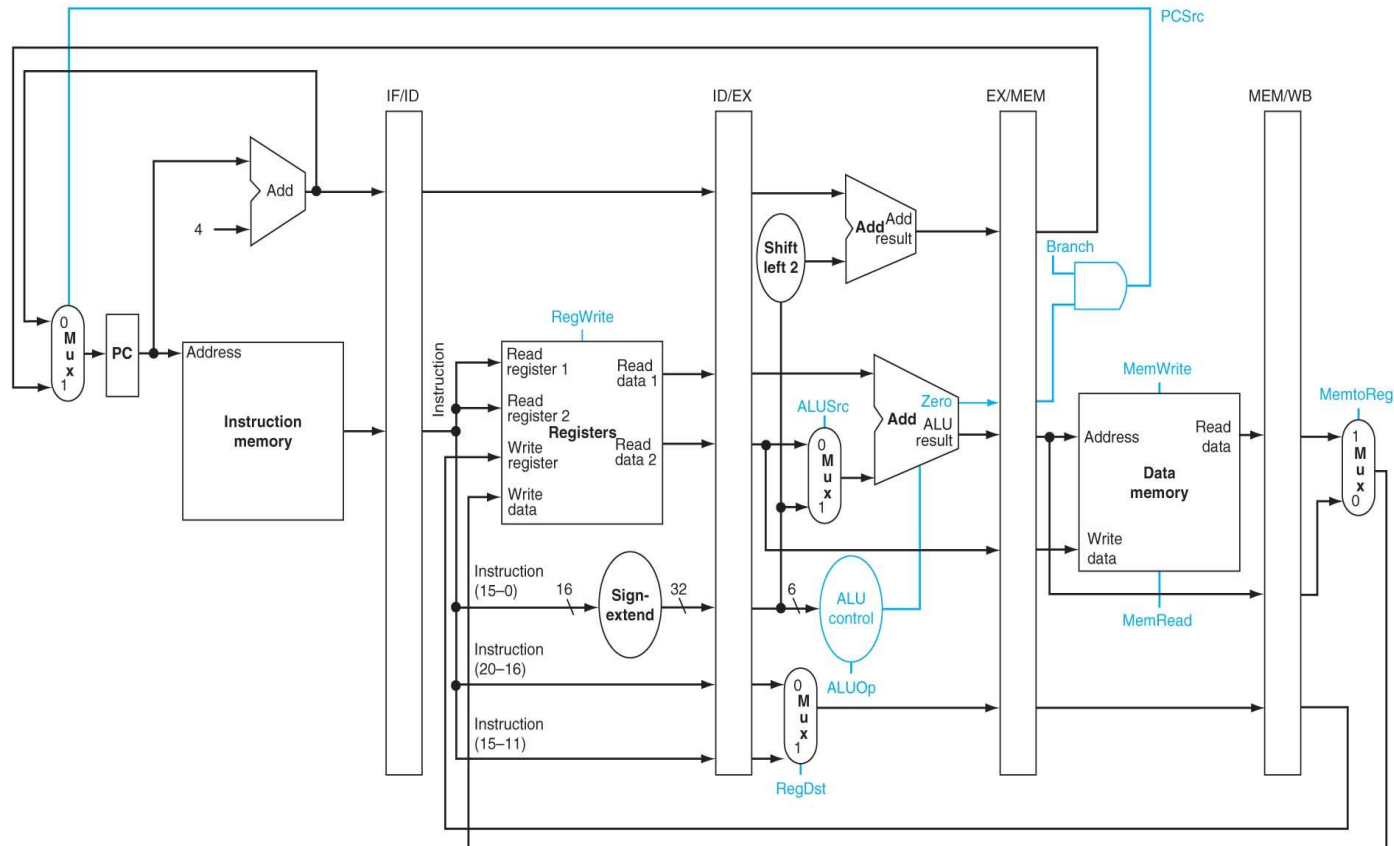 PCSrc
IF/ID
ID/EX
EX/MEM
MEM/WB
Add
4
Add
Add
result
Shift
left 2
Branch
RegWrite
0
M
u
x
1
PC
Address
Instruction
memory
Instruction
Read
register 1
Read
register 2
Write
register
Write
data
Registers
Read
data 1
Read
data 2
ALUSrc
0
M
u
x
1
Add
Zero
ALU
result
MemWrite
Address
Read
data
Data
memory
Write
data
MemRead
MemtoReg
1
M
u
x
0
Instruction
(15–0)
16
Sign-
extend
32
6
ALU
control
ALUOp
Instruction
(20–16)
Instruction
(15–11)
0
M
u
x
1
RegDst